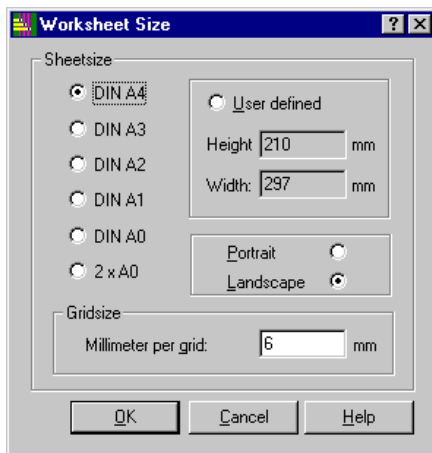 Worksheet Size
Sheetsize
DIN A4
DIN A3
DIN A2
DIN A1
DIN A0
2 x A0
User defined
Height 210 mm
Width: 297 mm
Portrait
Landscape
Gridsize
Millimeter per grid: 6 mm
OK Cancel Help